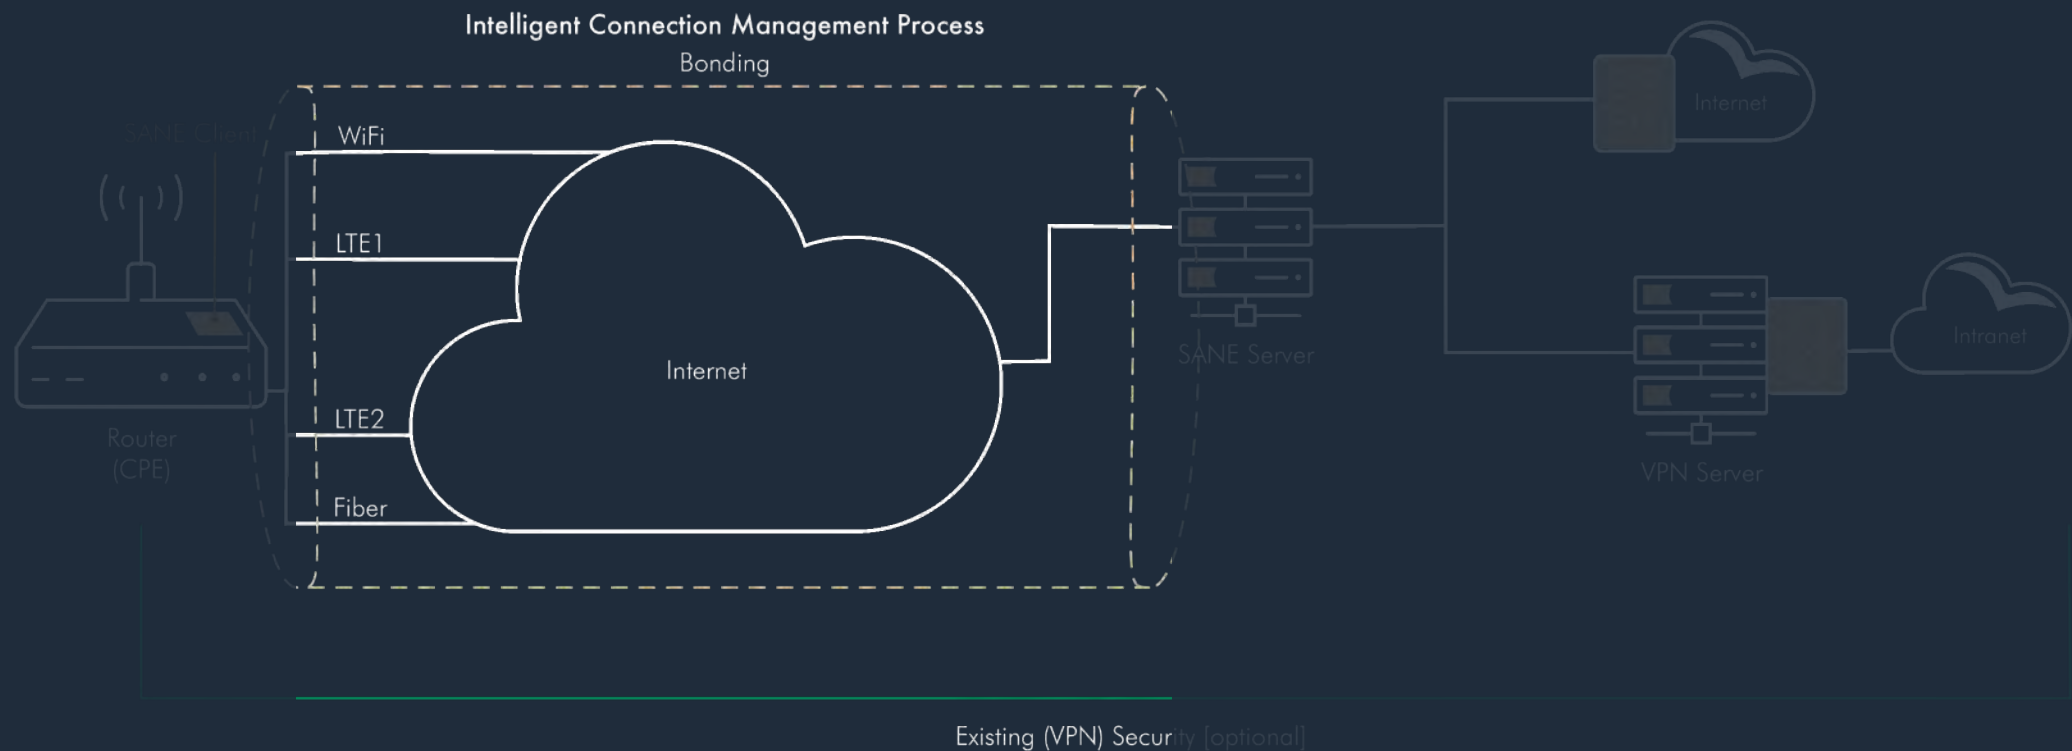 Intelligent Connection Management Process
Bonding
SANE Client
WiFi
LTE1
LTE2
Fiber
Internet
Router
(CPE)
SANE Server
Internet
Intranet
VPN Server
Existing (VPN) Security [optional]